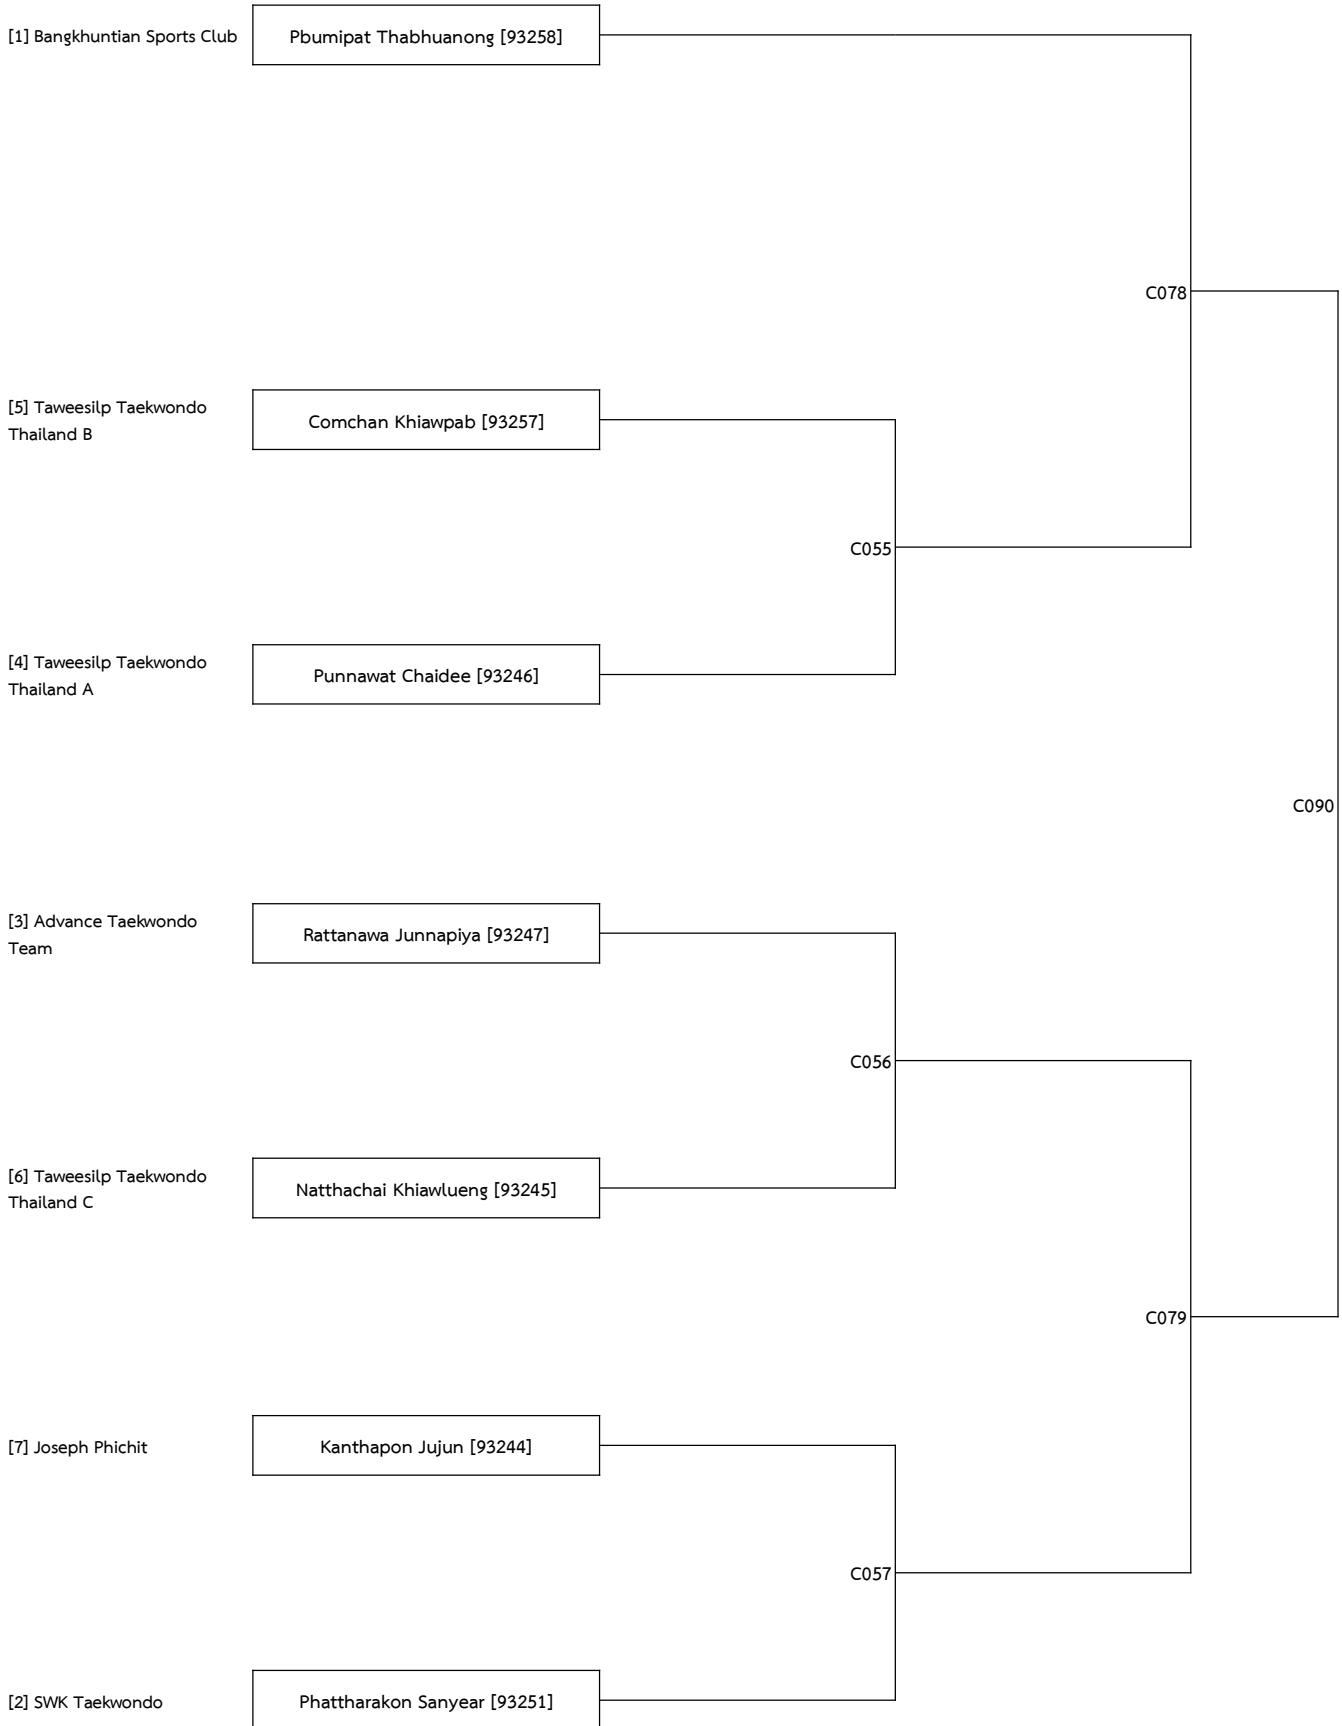 [1] Bangkhuntian Sports Club
Pbumipat Thabhuanong [93258]
C078
[5] Taweesilp Taekwondo
Thailand B
Comchan Khiawpab [93257]
C055
[4] Taweesilp Taekwondo
Thailand A
Punnawat Chaidee [93246]
C090
[3] Advance Taekwondo
Team
Rattanawa Junnapiya [93247]
C056
[6] Taweesilp Taekwondo
Thailand C
Natthachai Khiawlueng [93245]
C079
[7] Joseph Phichit
Kanthapon Jujun [93244]
C057
[2] SWK Taekwondo
Phattharakon Sanyear [93251]